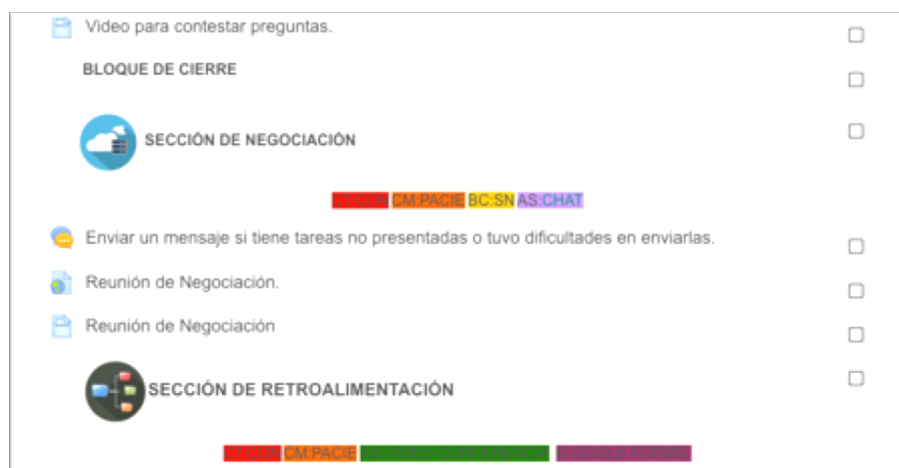 Video para contestar preguntas.
BLOQUE DE CIERRE
SECCIÓN DE NEGOCIACIÓN
CM:PACIE BC:SN AS:CHAT
Enviar un mensaje si tiene tareas no presentadas o tuvo dificultades en enviarlas.
Reunión de Negociación.
Reunión de Negociación
SECCIÓN DE RETROALIMENTACIÓN
CM:PACIE